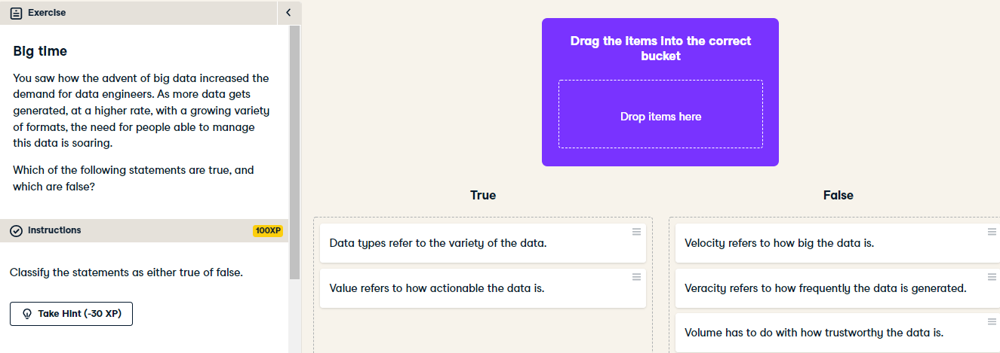 Exercise
Big time
You saw how the advent of big data increased the
demand for data engineers. As more data gets
generated, at a higher rate, with a growing variety
of formats, the need for people able to manage
this data is soaring.
Which of the following statements are true, and
which are false?
Instructions
100XP
Classify the statements as either true of false.
Take Hint (-30 XP)
Drag the items into the correct
bucket
Drop items here
True
Data types refer to the variety of the data.
Value refers to how actionable the data is.
False
Velocity refers to how big the data is.
Veracity refers to how frequently the data is generated.
Volume has to do with how trustworthy the data is.